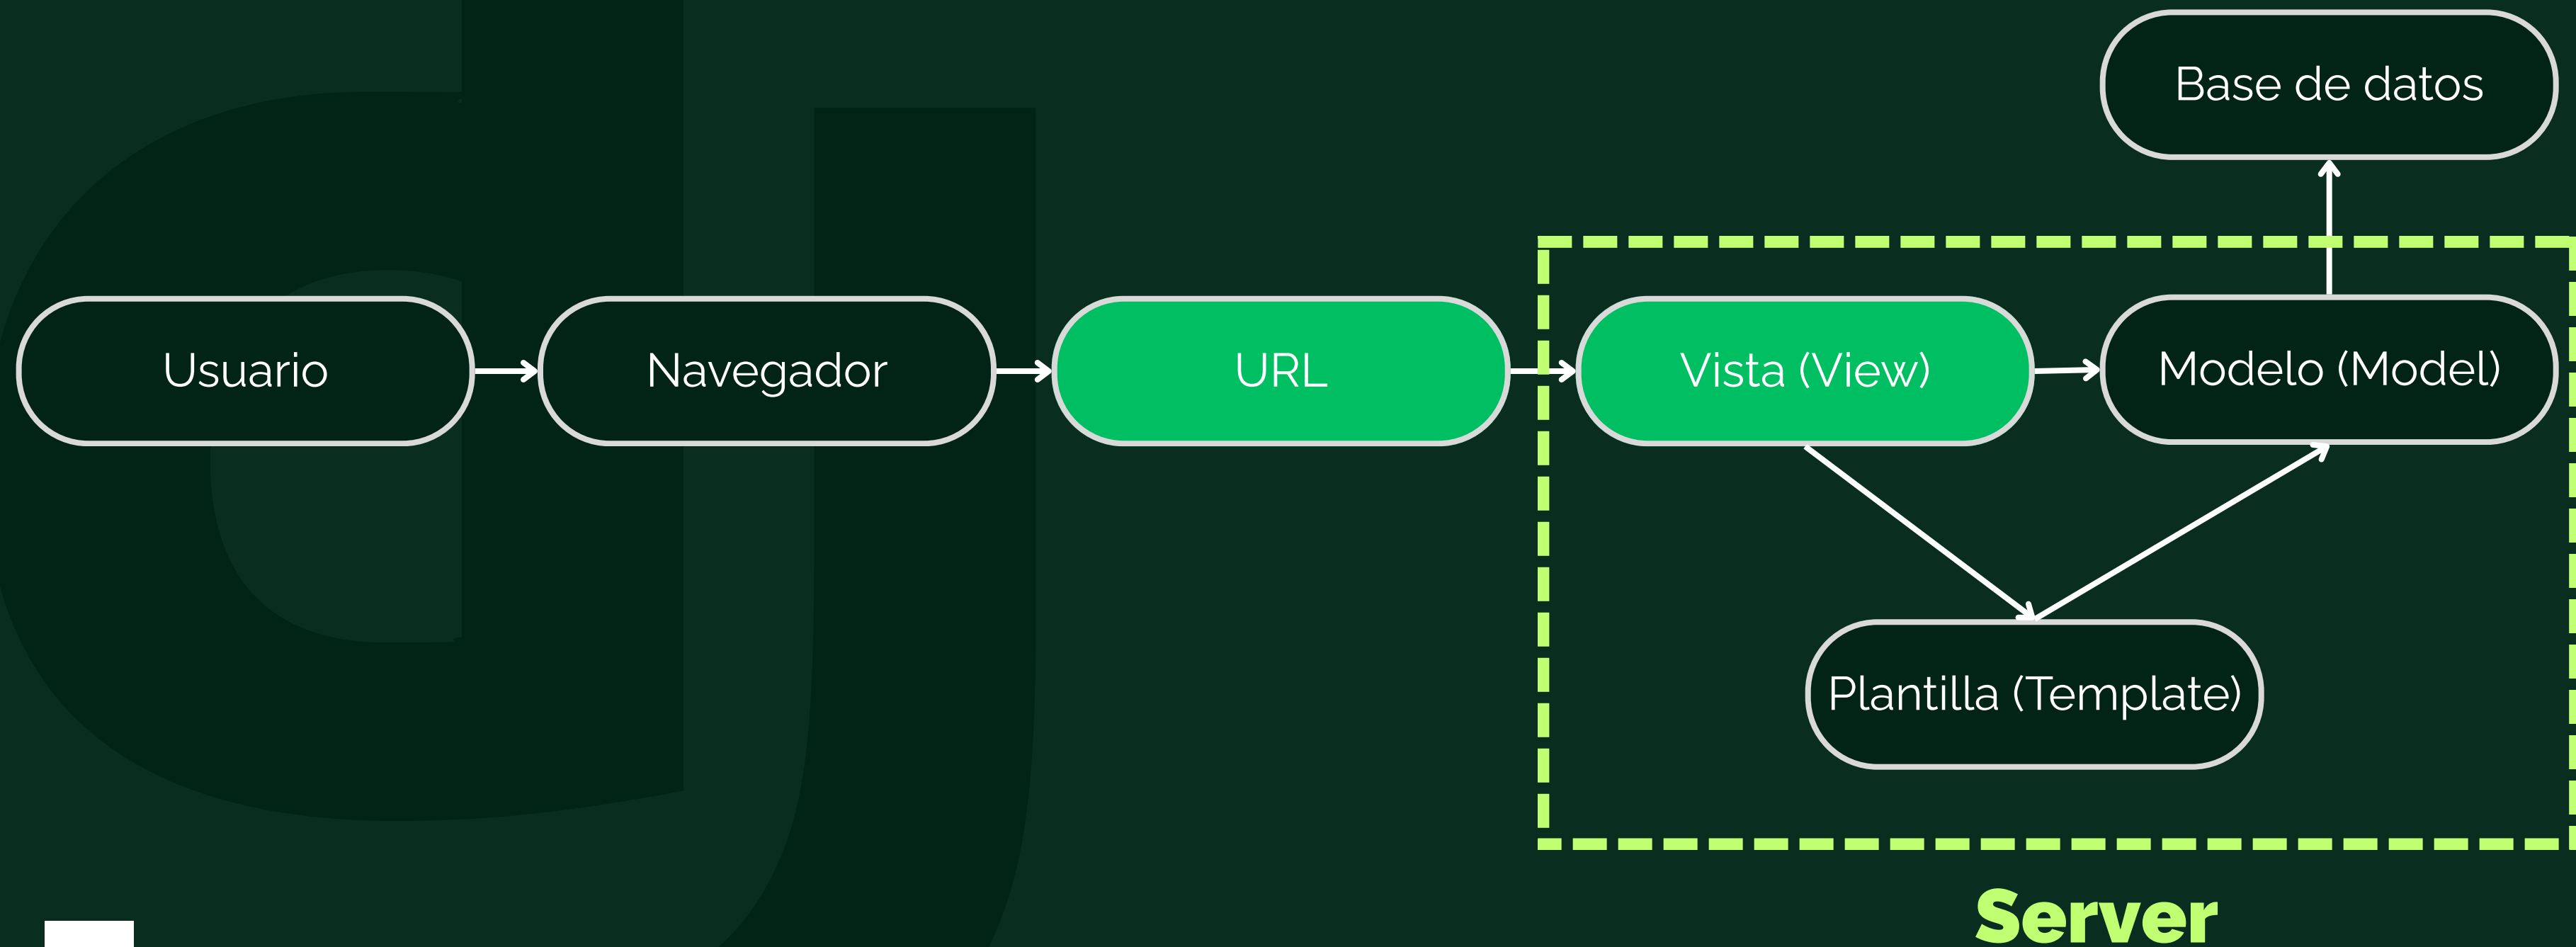 Base de datos
Usuario
Navegador
URL
Vista (View)
Modelo (Model)
Plantilla (Template)
Server